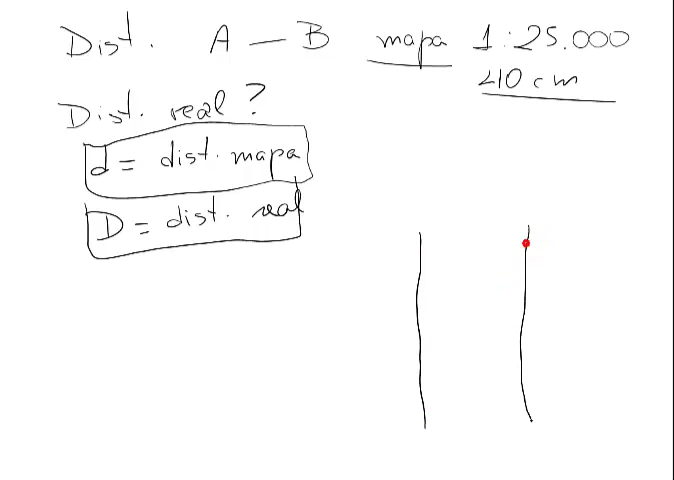 Dist. A — B mapa 1:25.000
40 cm
Dist. real?
d = dist. mapa
D = dist. real